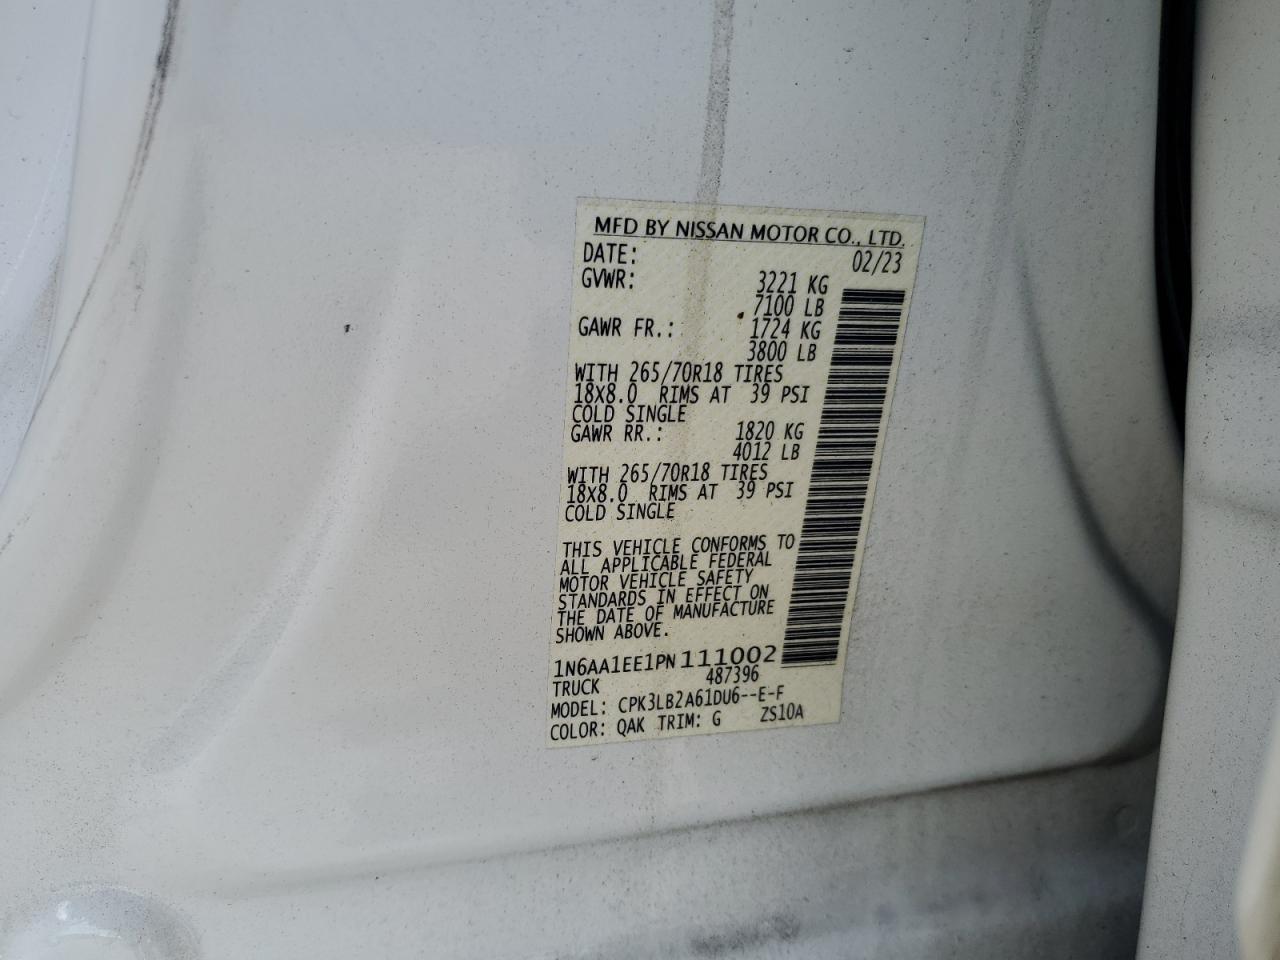 MFD BY NISSAN MOTOR CO., LTD.
DATE: 02/23
GVWR: 3221 KG
7100 LB
GAWR FR.: 1724 KG
3800 LB
WITH 265/70R18 TIRES
18X8.0 RIMS AT 39 PSI
COLD SINGLE
GAWR RR.: 1820 KG
4012 LB
WITH 265/70R18 TIRES
18X8.0 RIMS AT 39 PSI
COLD SINGLE
THIS VEHICLE CONFORMS TO
ALL APPLICABLE FEDERAL
MOTOR VEHICLE SAFETY
STANDARDS IN EFFECT ON
THE DATE OF MANUFACTURE
SHOWN ABOVE.
1N6AA1EE1PN111002
TRUCK 487396
MODEL: CPK3LB2A61DU6--E-F
COLOR: QAK TRIM: G ZS10A